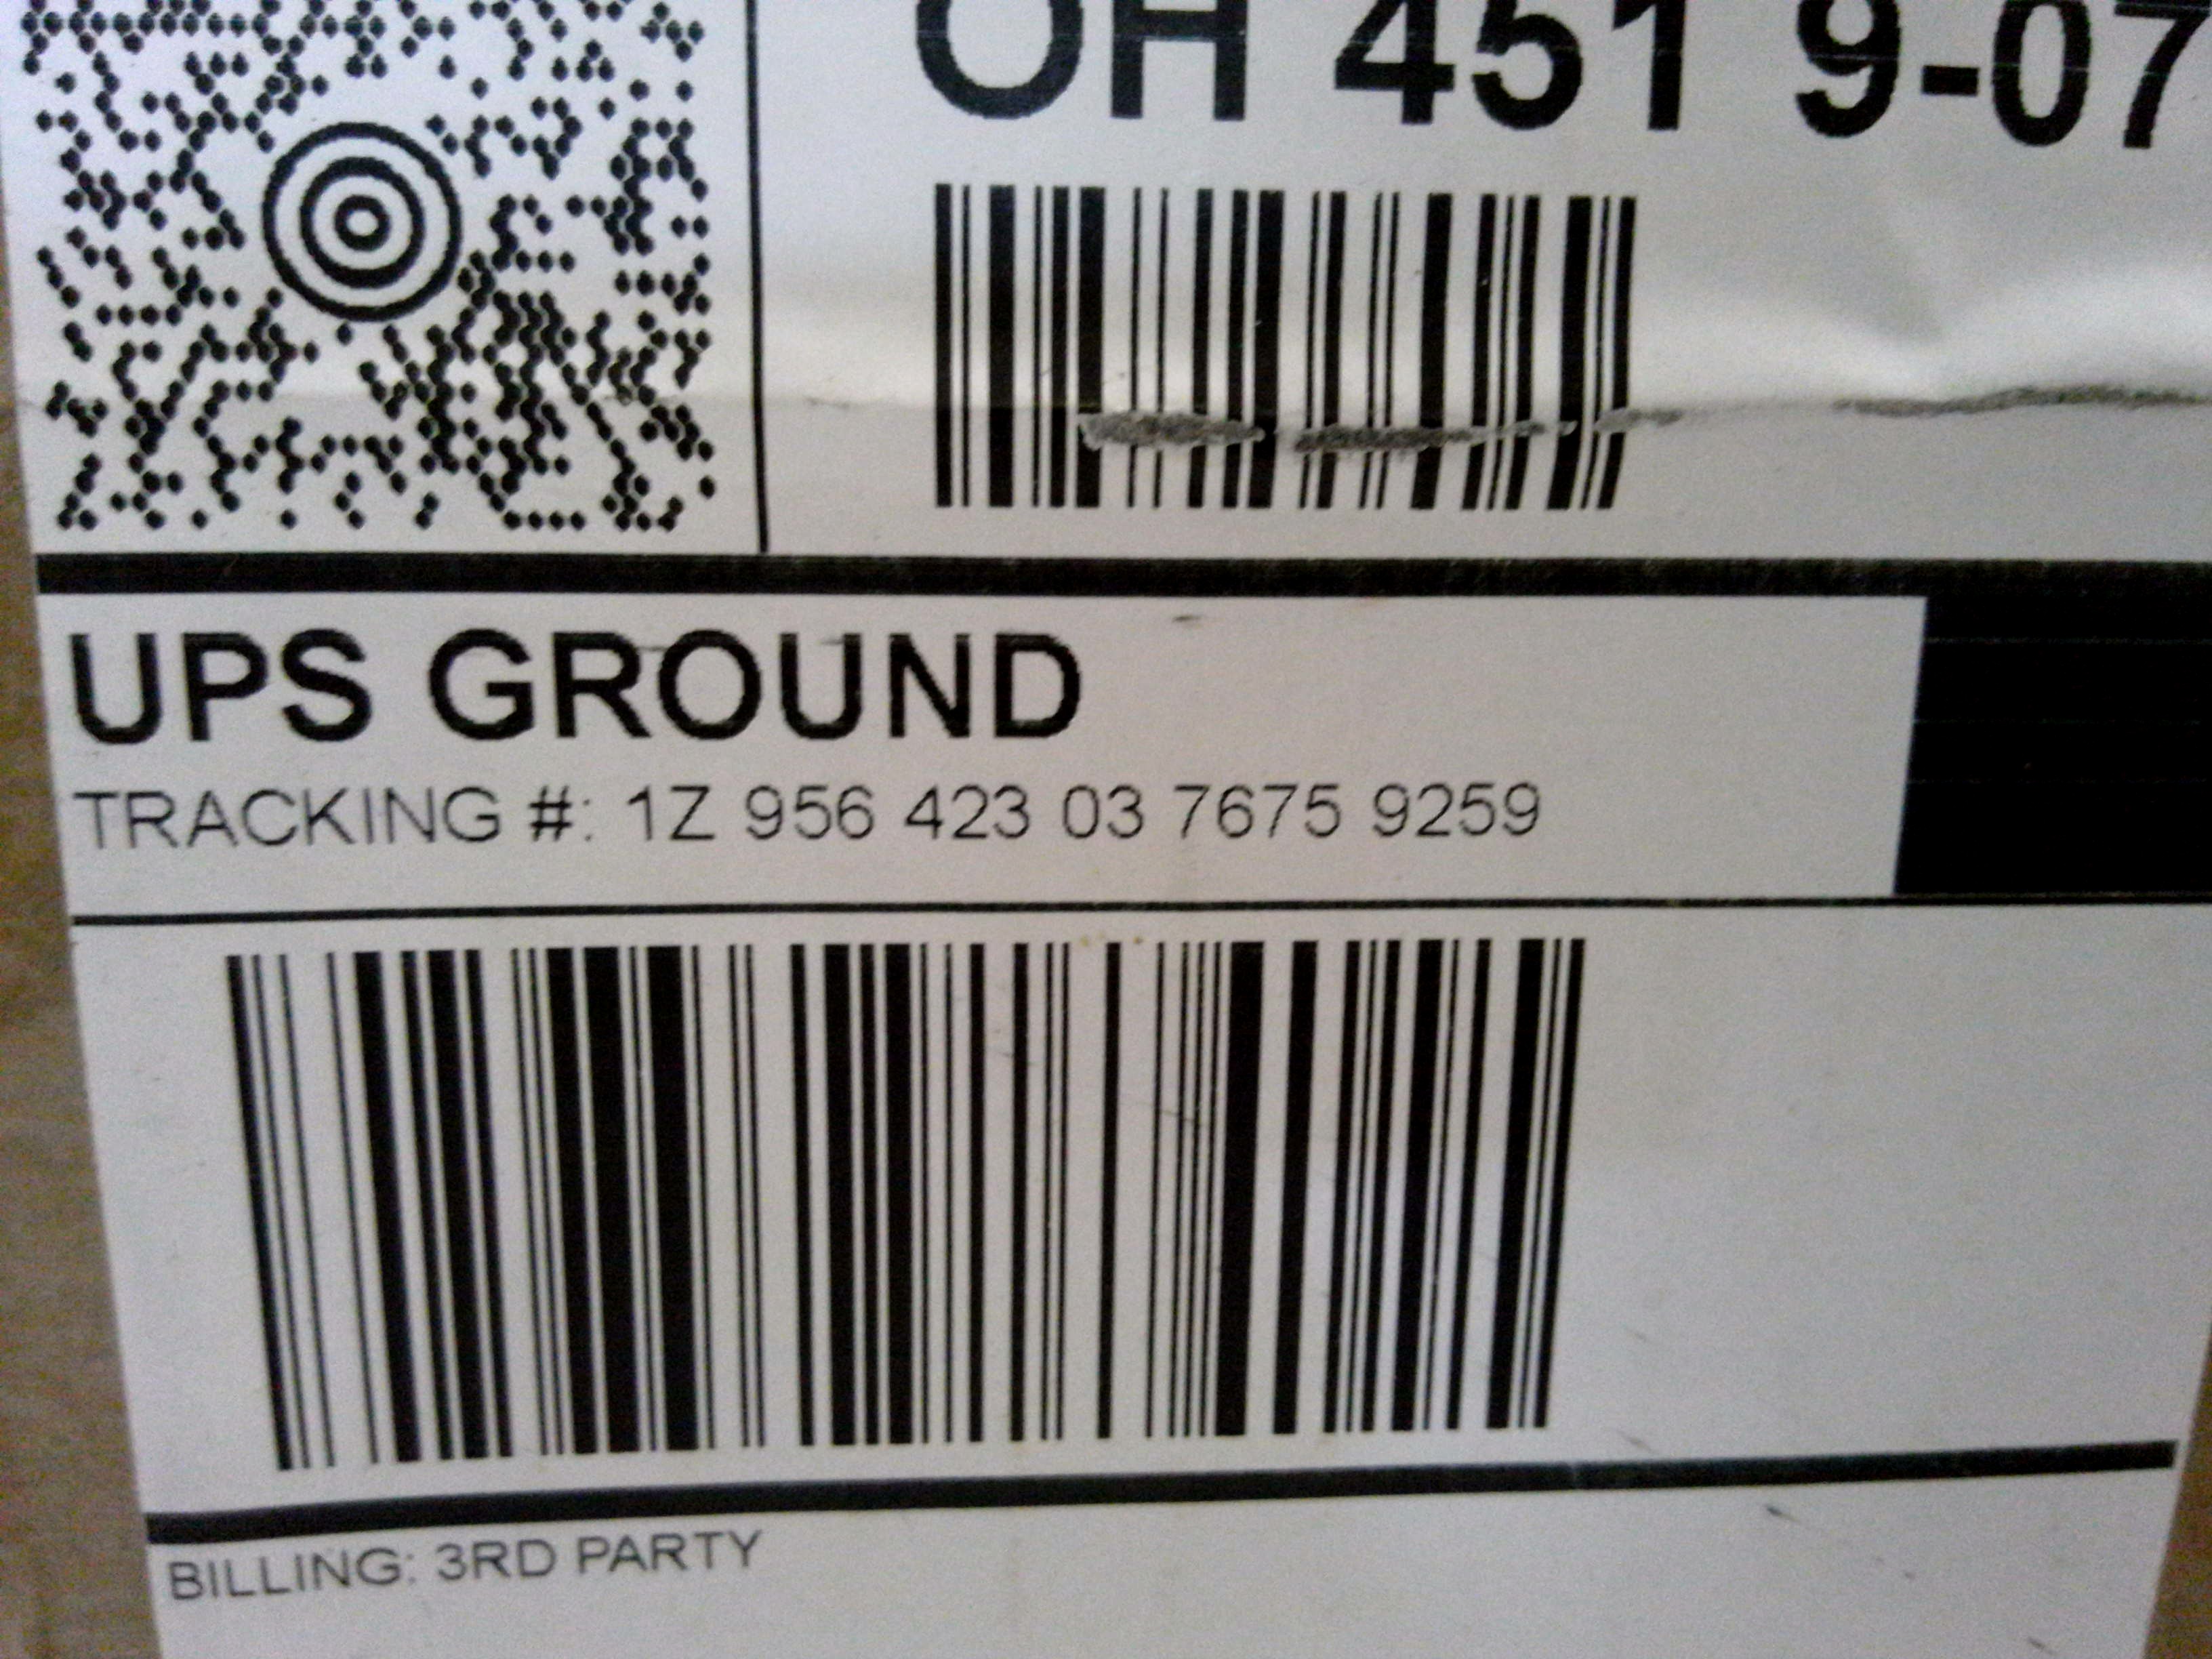 OH 451 9-07
UPS GROUND
TRACKING #: 1Z 956 423 03 7675 9259
BILLING: 3RD PARTY